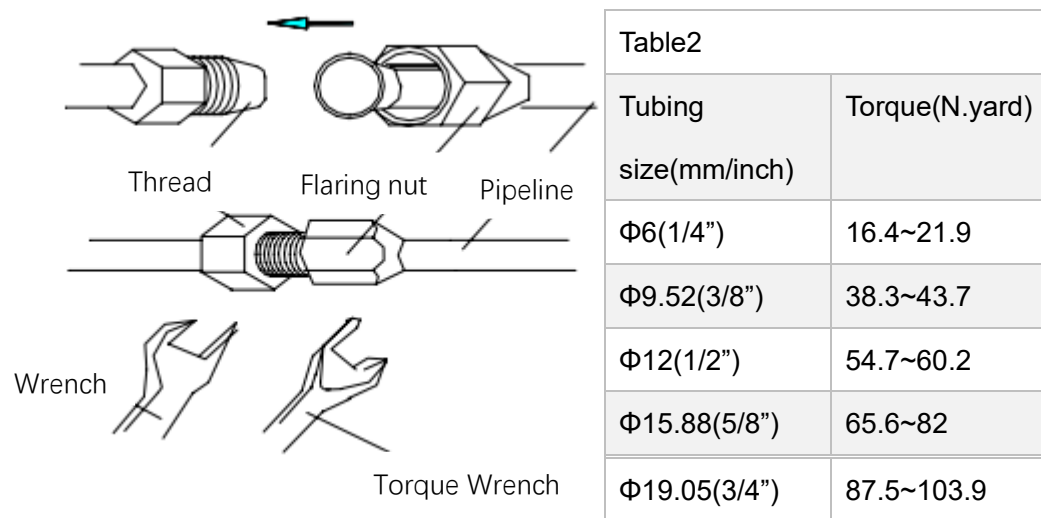 Thread
Flaring nut
Pipeline
Wrench
Torque Wrench
Table2
Tubing
size(mm/inch)
Torque(N.yard)
Φ6(1/4”)
16.4~21.9
Φ9.52(3/8”)
38.3~43.7
Φ12(1/2”)
54.7~60.2
Φ15.88(5/8”)
65.6~82
Φ19.05(3/4”)
87.5~103.9